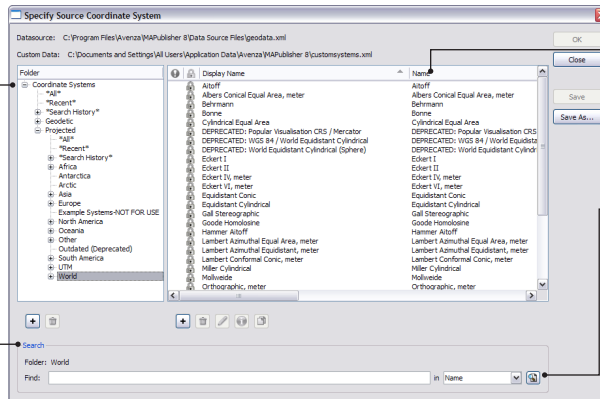 Specify Source Coordinate System
Datasource: C:\Program Files\Avenza\MAPublisher 8\Data Source Files\geodata.xml
OK
Custom Data: C:\Documents and Settings\All Users\Application Data\Avenza\MAPublisher 8\customsystems.xml
Close
Save
Save As...
Folder
Coordinate Systems
*All*
*Recent*
*Search History*
Geodetic
Projected
*All*
*Recent*
*Search History*
Africa
Antarctica
Arctic
Asia
Europe
Example Systems-NOT FOR USE
North America
Oceania
Other
Outdated (Deprecated)
South America
UTM
World
Display Name Name
Aitoff Aitoff
Albers Conical Equal Area, meter Albers Conical Equal Area, meter
Behrmann Behrmann
Bonne Bonne
Cylindrical Equal Area Cylindrical Equal Area
DEPRECATED: Popular Visualisation CRS / Mercator DEPRECATED: Popular Visualisation CRS
DEPRECATED: WGS 84 / World Equidistant Cylindrical DEPRECATED: WGS 84 / World Equidista
DEPRECATED: World Equidistant Cylindrical (Sphere) DEPRECATED: World Equidistant Cylindr
Eckert I Eckert I
Eckert II Eckert II
Eckert IV, meter Eckert IV, meter
Eckert VI, meter Eckert VI, meter
Equidistant Conic Equidistant Conic
Equidistant Cylindrical Equidistant Cylindrical
Gall Stereographic Gall Stereographic
Goode Homolosine Goode Homolosine
Hammer Aitoff Hammer Aitoff
Lambert Azimuthal Equal Area, meter Lambert Azimuthal Equal Area, meter
Lambert Azimuthal Equidistant, meter Lambert Azimuthal Equidistant, meter
Lambert Conformal Conic, meter Lambert Conformal Conic, meter
Miller Cylindrical Miller Cylindrical
Mollweide Mollweide
Orthographic, meter Orthographic, meter
Search
Folder: World
Find: in Name